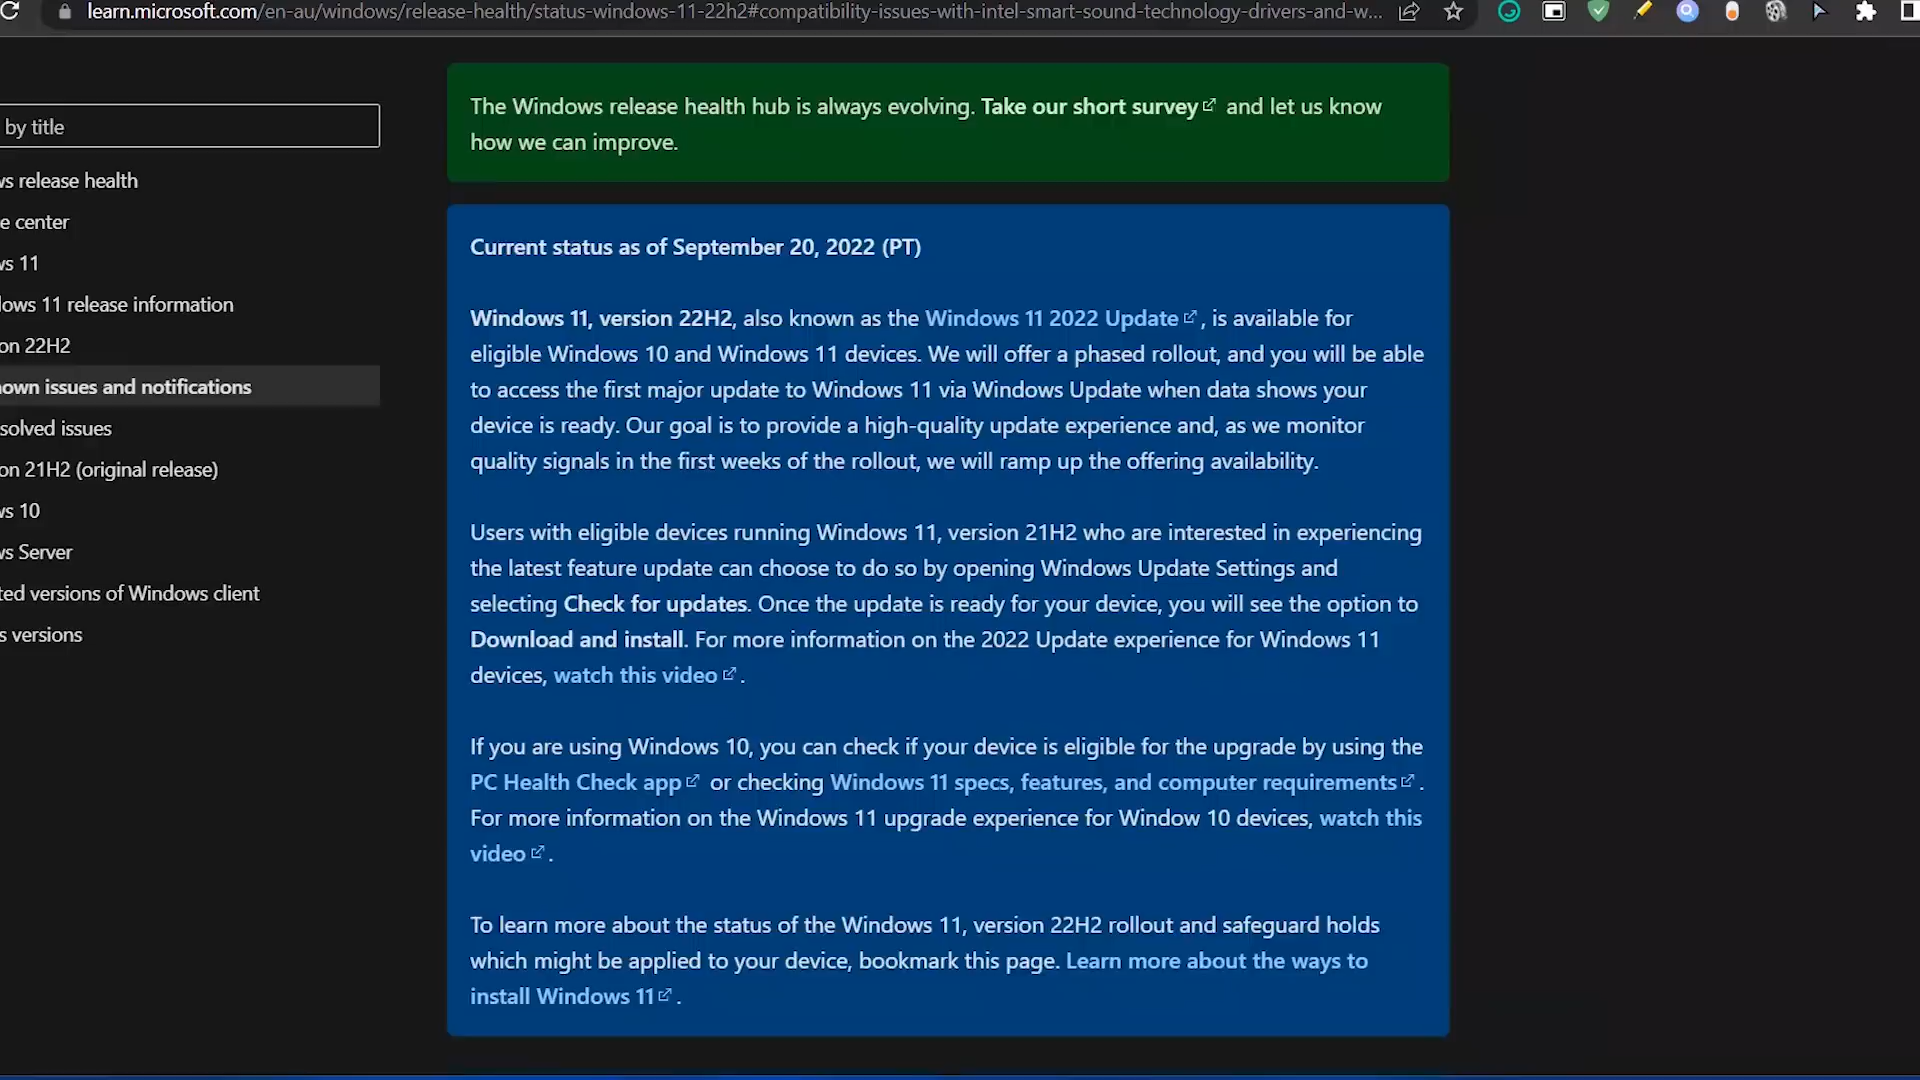 learn.microsoft.com/en-au/windows/release-health/status-windows-11-22h2#compatibility-issues-with-intel-smart-sound-technology-drivers-and-w...
The Windows release health hub is always evolving. Take our short survey and let us know
how we can improve.
by title
ws release health
e center
ws 11
lows 11 release information
on 22H2
nown issues and notifications
solved issues
on 21H2 (original release)
ws 10
ws Server
ted versions of Windows client
s versions
Current status as of September 20, 2022 (PT)
Windows 11, version 22H2, also known as the Windows 11 2022 Update , is available for
eligible Windows 10 and Windows 11 devices. We will offer a phased rollout, and you will be able
to access the first major update to Windows 11 via Windows Update when data shows your
device is ready. Our goal is to provide a high-quality update experience and, as we monitor
quality signals in the first weeks of the rollout, we will ramp up the offering availability.
Users with eligible devices running Windows 11, version 21H2 who are interested in experiencing
the latest feature update can choose to do so by opening Windows Update Settings and
selecting Check for updates. Once the update is ready for your device, you will see the option to
Download and install. For more information on the 2022 Update experience for Windows 11
devices, watch this video .
If you are using Windows 10, you can check if your device is eligible for the upgrade by using the
PC Health Check app or checking Windows 11 specs, features, and computer requirements .
For more information on the Windows 11 upgrade experience for Window 10 devices, watch this
video .
To learn more about the status of the Windows 11, version 22H2 rollout and safeguard holds
which might be applied to your device, bookmark this page. Learn more about the ways to
install Windows 11 .